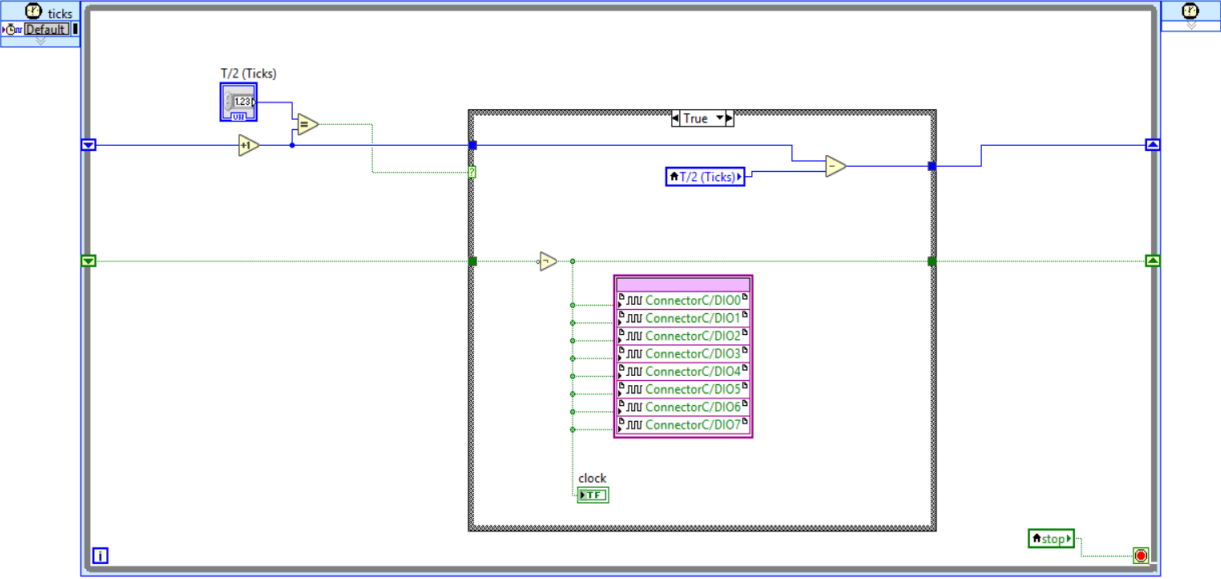 ticks
Default
T/2 (Ticks)
1.23
U32
+1
=
True
?
T/2 (Ticks)
-
ConnectorC/DIO0
ConnectorC/DIO1
ConnectorC/DIO2
ConnectorC/DIO3
ConnectorC/DIO4
ConnectorC/DIO5
ConnectorC/DIO6
ConnectorC/DIO7
clock
TF
stop
i